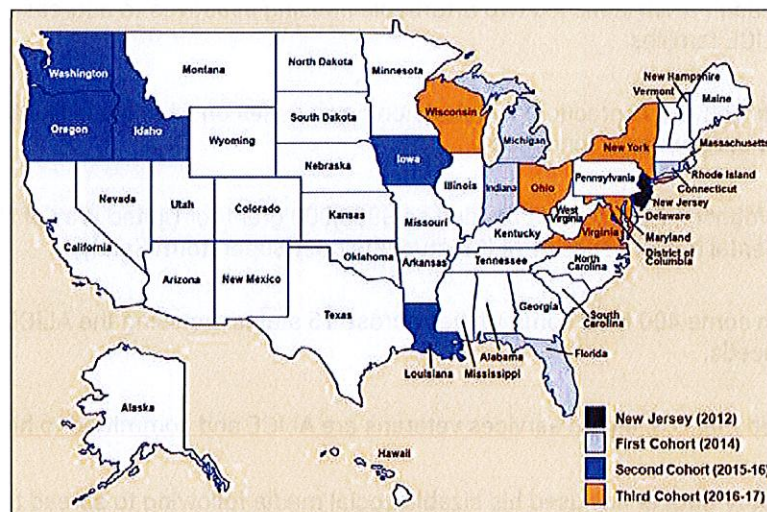 Washington
Montana
North Dakota
Minnesota
New Hampshire
Vermont
Maine
Oregon
Idaho
Wyoming
South Dakota
Wisconsin
Michigan
New York
Massachusetts
Rhode Island
Connecticut
New Jersey
Delaware
Maryland
District of
Columbia
Nevada
Utah
Colorado
Nebraska
Kansas
Iowa
Illinois
Indiana
Ohio
Pennsylvania
West
Virginia
Virginia
California
Missouri
Kentucky
Arizona
New Mexico
Oklahoma
Arkansas
Tennessee
North
Carolina
Texas
Georgia
South
Carolina
Louisiana
Mississippi
Alabama
Florida
Alaska
Hawaii
New Jersey (2012)
First Cohort (2014)
Second Cohort (2015-16)
Third Cohort (2016-17)